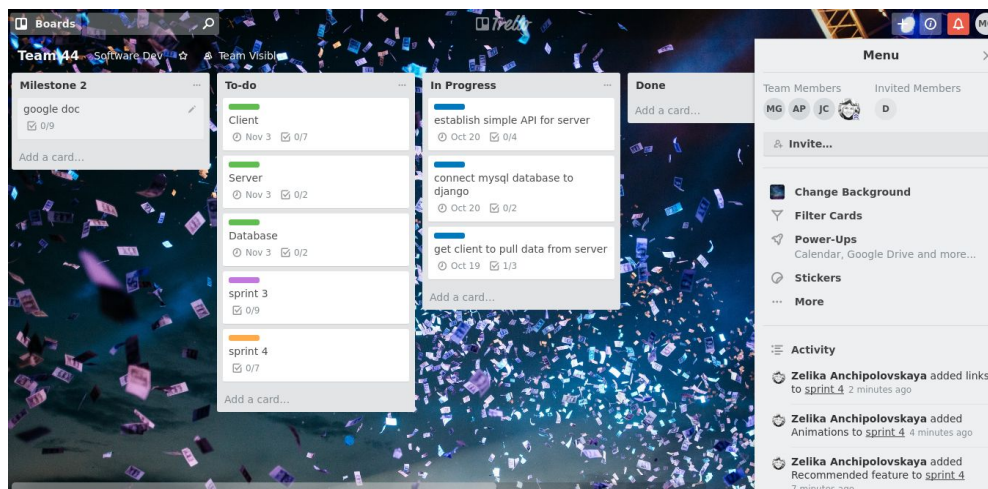 Boards
Trello
Team 44 Software Dev Team Visible
Milestone 2
google doc
0/9
Add a card...
To-do
Client
Nov 3 0/7
Server
Nov 3 0/2
Database
Nov 3 0/2
sprint 3
0/9
sprint 4
0/7
Add a card...
In Progress
establish simple API for server
Oct 20 0/4
connect mysql database to
django
Oct 20 0/2
get client to pull data from server
Oct 19 1/3
Add a card...
Done
Add a card...
Menu
Team Members Invited Members
MG AP JC D
Invite...
Change Background
Filter Cards
Power-Ups
Calendar, Google Drive and more...
Stickers
More
Activity
Zelika Anchipolovskaya added links
to sprint 4 2 minutes ago
Zelika Anchipolovskaya added
Animations to sprint 4 4 minutes ago
Zelika Anchipolovskaya added
Recommended feature to sprint 4
7 minutes ago